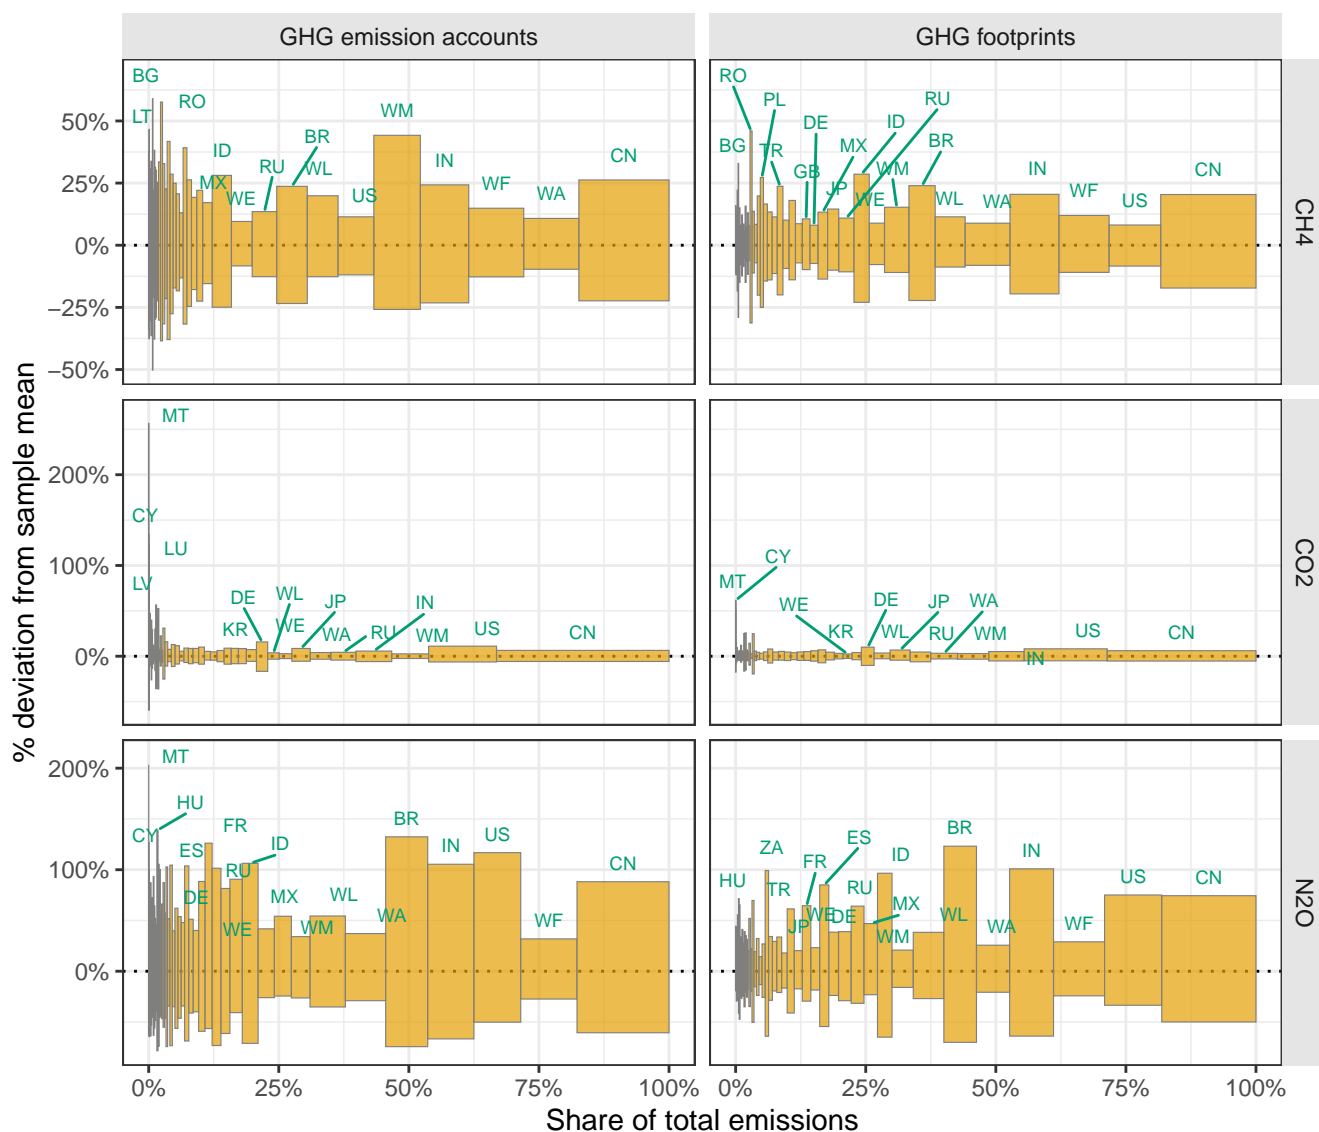 GHG emission accounts
GHG footprints
BG
LT
RO
ID
MX
WE
RU
BR
WL
US
WM
IN
WF
WA
CN
RO
PL
BG
TR
DE
GB
MX
JP
ID
WE
WM
RU
BR
WL
WA
IN
WF
US
CN
50%
25%
0%
−25%
−50%
CH4
MT
CY
LU
LV
DE
KR
WL
WE
JP
WA
RU
IN
WM
US
CN
MT
CY
WE
KR
DE
WL
JP
RU
WA
WM
IN
US
CN
200%
100%
0%
CO2
% deviation from sample mean
MT
HU
CY
ES
FR
DE
RU
ID
WE
MX
WM
WL
WA
BR
IN
US
WF
CN
HU
ZA
TR
FR
JP
WE
DE
ES
RU
ID
MX
WM
WL
BR
WA
IN
WF
US
CN
200%
100%
0%
N2O
0% 25% 50% 75% 100%
0% 25% 50% 75% 100%
Share of total emissions